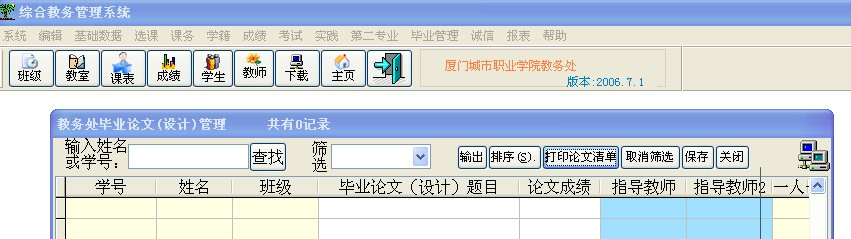 综合教务管理系统
系统 编辑 基础数据 选课 课务 学籍 成绩 考试 实践 第二专业 毕业管理 诚信 报表 帮助
班级 教室 课表 成绩 学生 教师 下载 主页
厦门城市职业学院教务处
版本:2006.7.1
教务处毕业论文(设计)管理 共有0记录
输入姓名或学号: 查找 筛选 输出 排序(S). 打印论文清单 取消筛选 保存 关闭
学号 姓名 班级 毕业论文（设计）题目 论文成绩 指导教师 指导教师2 一人一